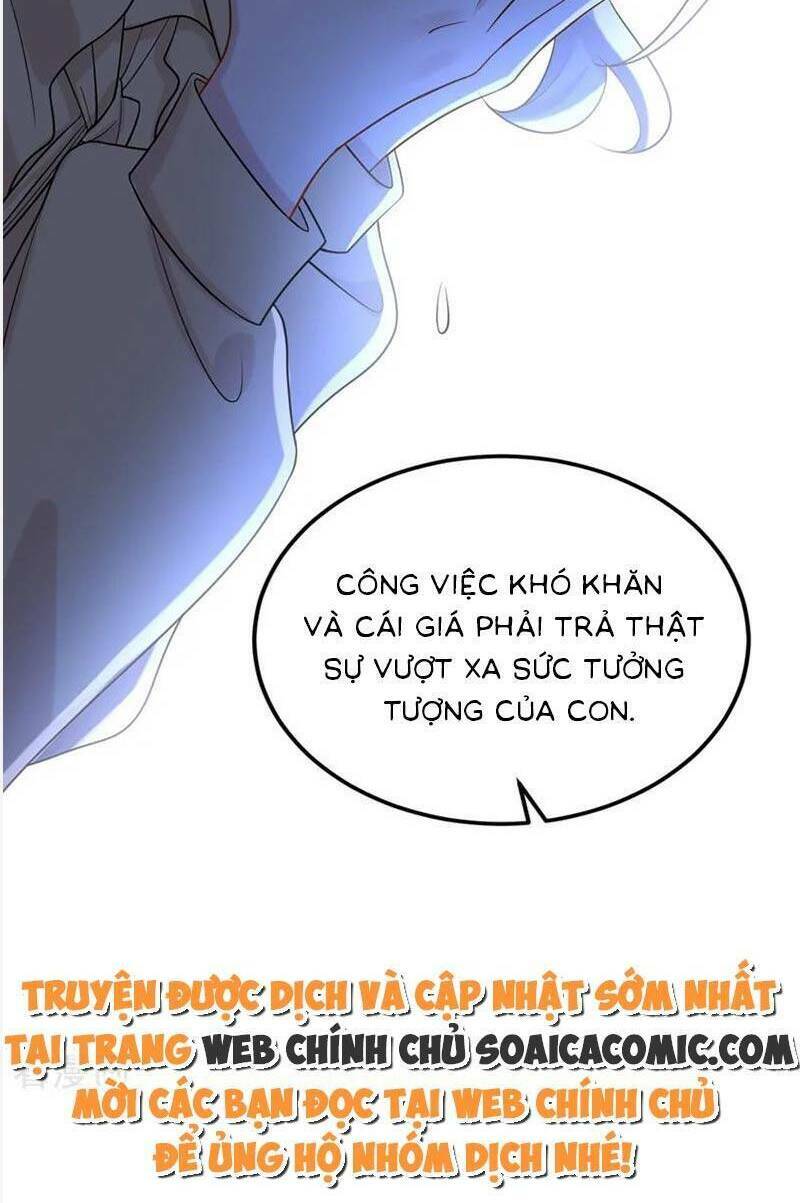 CÔNG VIỆC KHÓ KHĂN
VÀ CÁI GIÁ PHẢI TRẢ THẬT
SỰ VƯỢT XA SỨC TƯỞNG
TƯỢNG CỦA CON.
TRUYỆN ĐƯỢC DỊCH VÀ CẬP NHẬT SỚM NHẤT
TẠI TRANG WEB CHÍNH CHỦ SOAICACOMIC.COM
MỜI CÁC BẠN ĐỌC TẠI WEB CHÍNH CHỦ
ĐỂ ỦNG HỘ NHÓM DỊCH NHÉ!